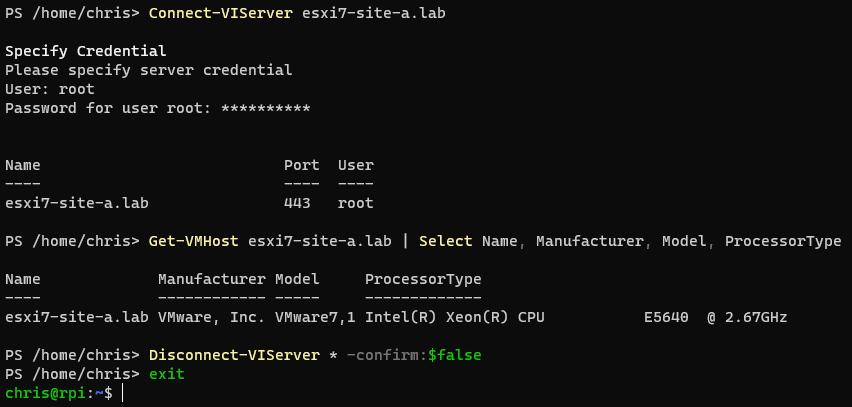 PS /home/chris> Connect-VIServer esxi7-site-a.lab
Specify Credential
Please specify server credential
User: root
Password for user root: **********
Name                           Port  User
----                           ----  ----
esxi7-site-a.lab               443   root
PS /home/chris> Get-VMHost esxi7-site-a.lab | Select Name, Manufacturer, Model, ProcessorType
Name             Manufacturer Model     ProcessorType
----             ------------ -----     -------------
esxi7-site-a.lab VMware, Inc. VMware7,1 Intel(R) Xeon(R) CPU           E5640  @ 2.67GHz
PS /home/chris> Disconnect-VIServer * -confirm:$false
PS /home/chris> exit
chris@rpi:~$